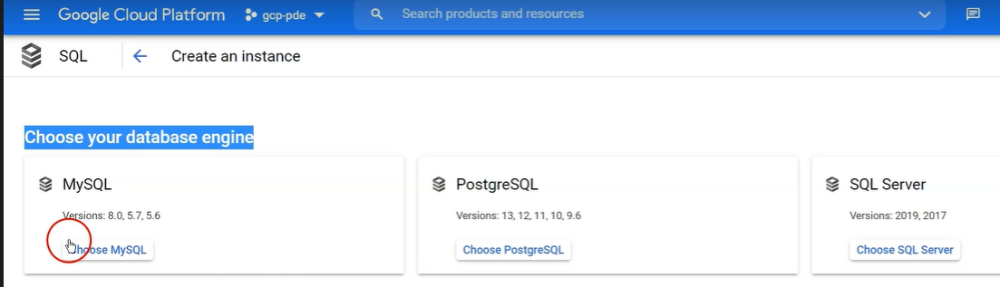 Google Cloud Platform gcp-pde Search products and resources
SQL Create an instance
Choose your database engine
MySQL
Versions: 8.0, 5.7, 5.6
Choose MySQL
PostgreSQL
Versions: 13, 12, 11, 10, 9.6
Choose PostgreSQL
SQL Server
Versions: 2019, 2017
Choose SQL Server